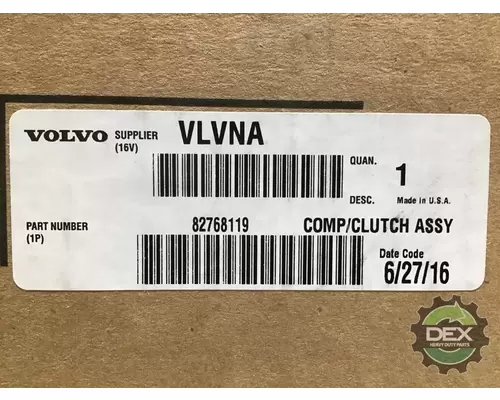 VOLVO SUPPLIER (16V) VLVNA
QUAN. 1
DESC. Made in U.S.A.
PART NUMBER (1P) 82768119 COMP/CLUTCH ASSY
Date Code
6/27/16
DEX
HEAVY DUTY PARTS